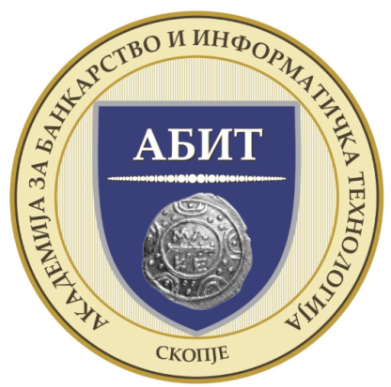 АКАДЕМИЈА ЗА БАНКАРСТВО И ИНФОРМАТИЧКА ТЕХНОЛОГИЈА
АБИТ
СКОПЈЕ